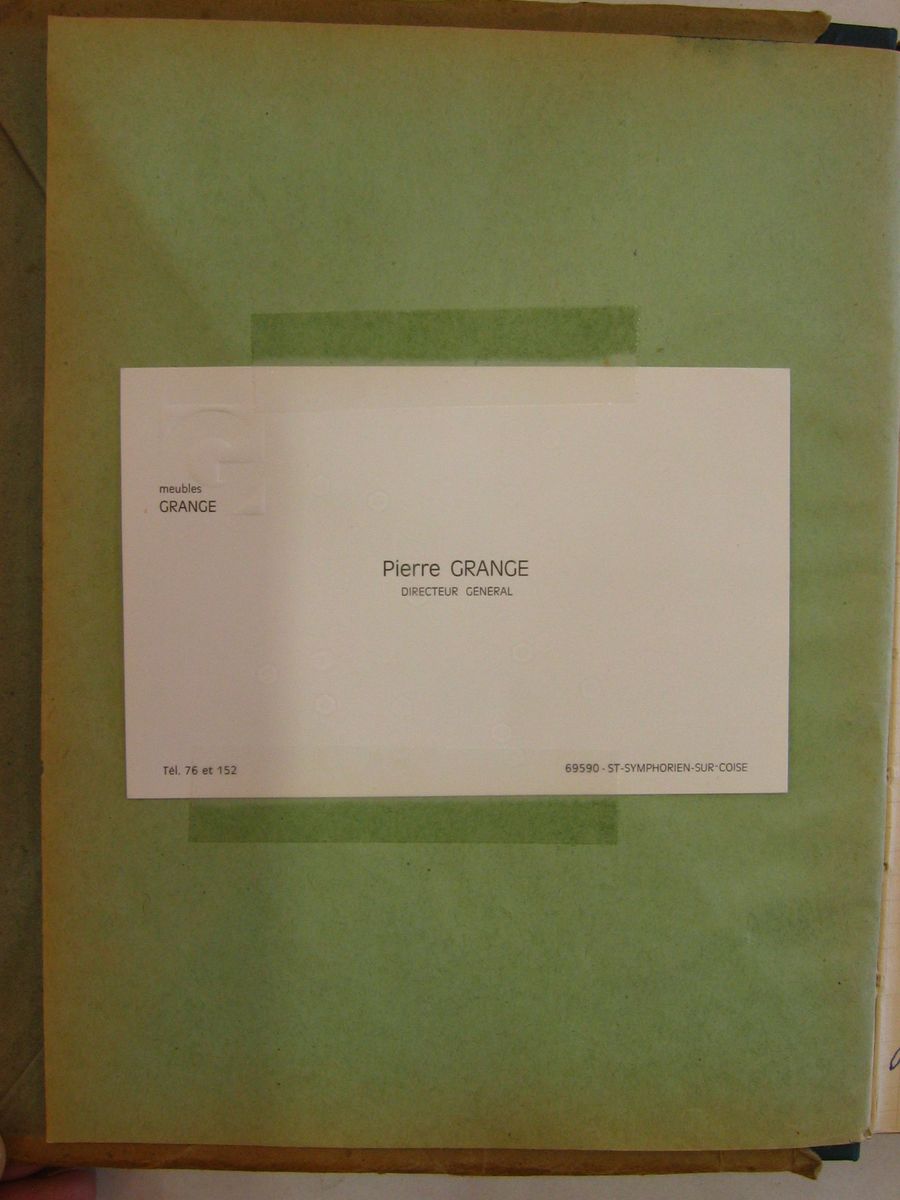 meubles
GRANGE
Pierre GRANGE
DIRECTEUR GENERAL
Tél. 76 et 152
69590 - ST-SYMPHORIEN-SUR-COISE